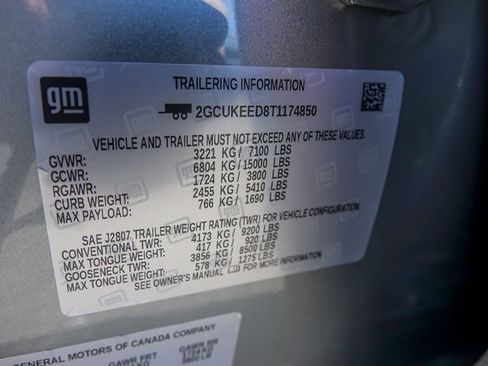 gm
TRAILERING INFORMATION
2GCUKEED8T1174850
VEHICLE AND TRAILER MUST NOT EXCEED ANY OF THESE VALUES.
GVWR: 3221 KG / 7100 LBS
GCWR: 6804 KG / 15000 LBS
RGAWR: 1724 KG / 3800 LBS
CURB WEIGHT: 2455 KG / 5410 LBS
MAX PAYLOAD: 766 KG / 1690 LBS
SAE J2807 TRAILER WEIGHT RATING (TWR) FOR VEHICLE CONFIGURATION
CONVENTIONAL TWR: 4173 KG / 9200 LBS
MAX TONGUE WEIGHT: 417 KG / 920 LBS
GOOSENECK TWR: 3856 KG / 8500 LBS
MAX TONGUE WEIGHT: 578 KG / 1275 LBS
SEE OWNER'S MANUAL FOR MORE INFORMATION
GENERAL MOTORS OF CANADA COMPANY
GAWR FRT GAWR RR